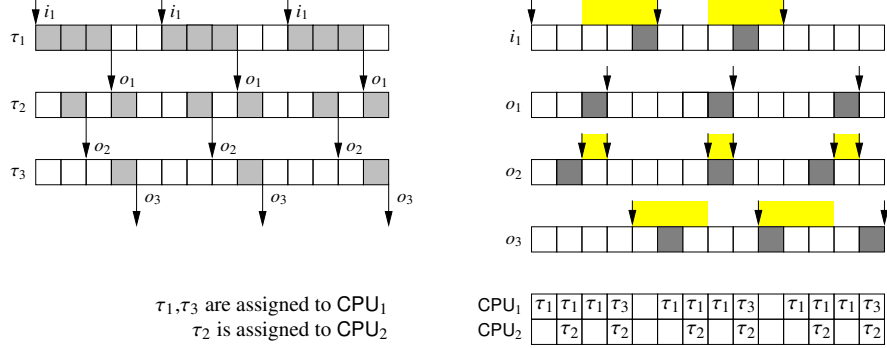 i₁ i₁ i₁
τ₁
o₁ o₁ o₁
τ₂
o₂ o₂ o₂
τ₃
o₃ o₃ o₃
τ₁,τ₃ are assigned to CPU₁
τ₂ is assigned to CPU₂
i₁
o₁
o₂
o₃
CPU₁ τ₁ τ₁ τ₁ τ₃ τ₁ τ₁ τ₁ τ₃ τ₁ τ₁ τ₁ τ₃
CPU₂ τ₂ τ₂ τ₂ τ₂ τ₂ τ₂